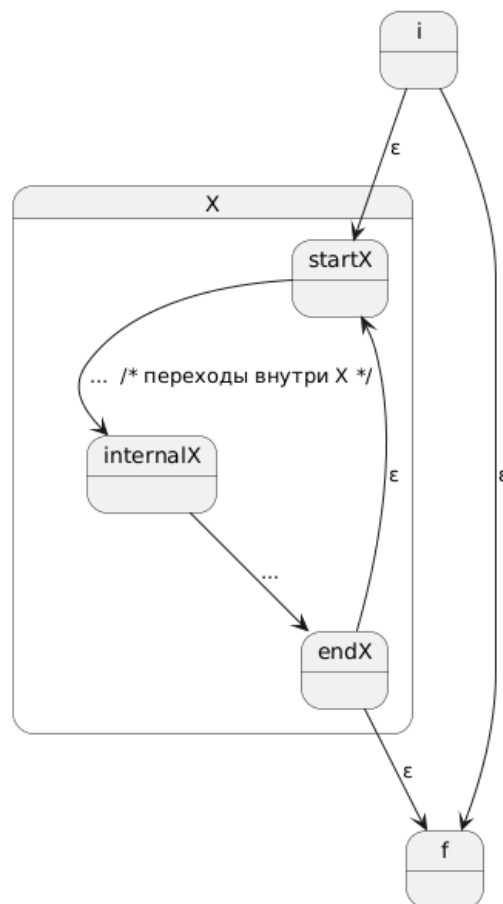 i
ε
X
startX
... /* переходы внутри X */
internalX
ε
ε
...
endX
ε
f